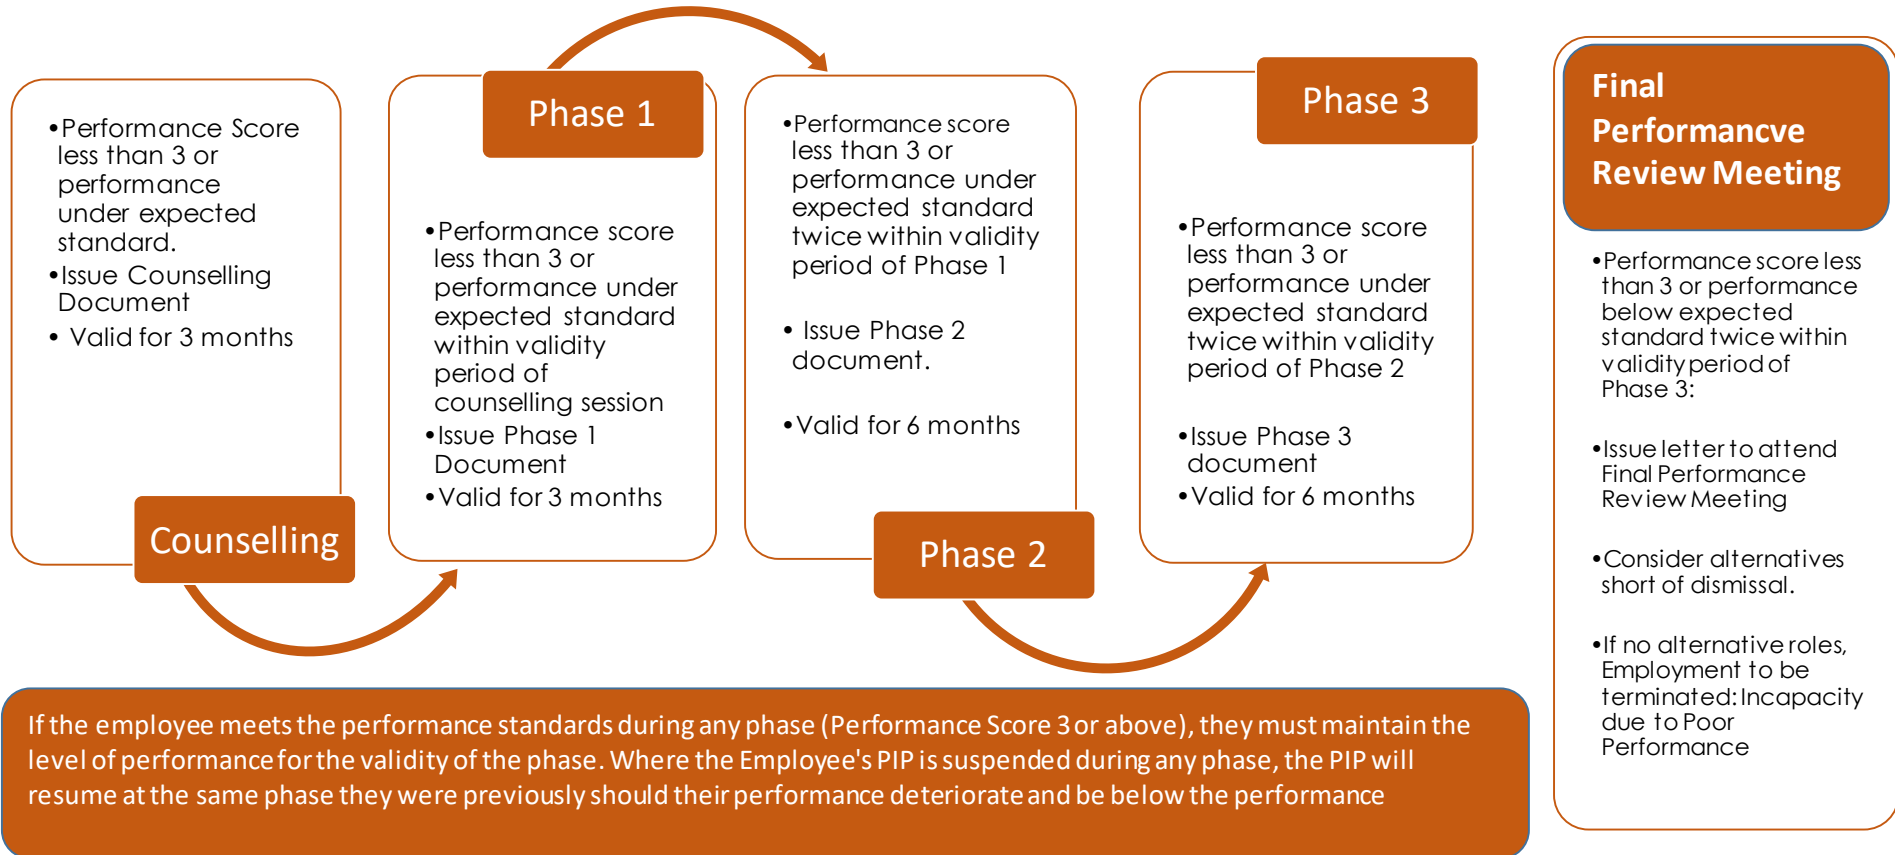 •Performance Score
less than 3 or
performance
under expected
standard.
•Issue Counselling
Document
• Valid for 3 months
Counselling
Phase 1
•Performance score
less than 3 or
performance under
expected standard
within validity
period of
counselling session
•Issue Phase 1
Document
•Valid for 3 months
•Performance score
less than 3 or
performance under
expected standard
twice within validity
period of Phase 1
• Issue Phase 2
document.
•Valid for 6 months
Phase 2
Phase 3
•Performance score
less than 3 or
performance under
expected standard
twice within validity
period of Phase 2
•Issue Phase 3
document
•Valid for 6 months
Final
Performancve
Review Meeting
•Performance score less
than 3 or performance
below expected
standard twice within
validity period of
Phase 3:
•Issue letter to attend
Final Performance
Review Meeting
•Consider alternatives
short of dismissal.
•If no alternative roles,
Employment to be
terminated: Incapacity
due to Poor
Performance
If the employee meets the performance standards during any phase (Performance Score 3 or above), they must maintain the
level of performance for the validity of the phase. Where the Employee's PIP is suspended during any phase, the PIP will
resume at the same phase they were previously should their performance deteriorate and be below the performance